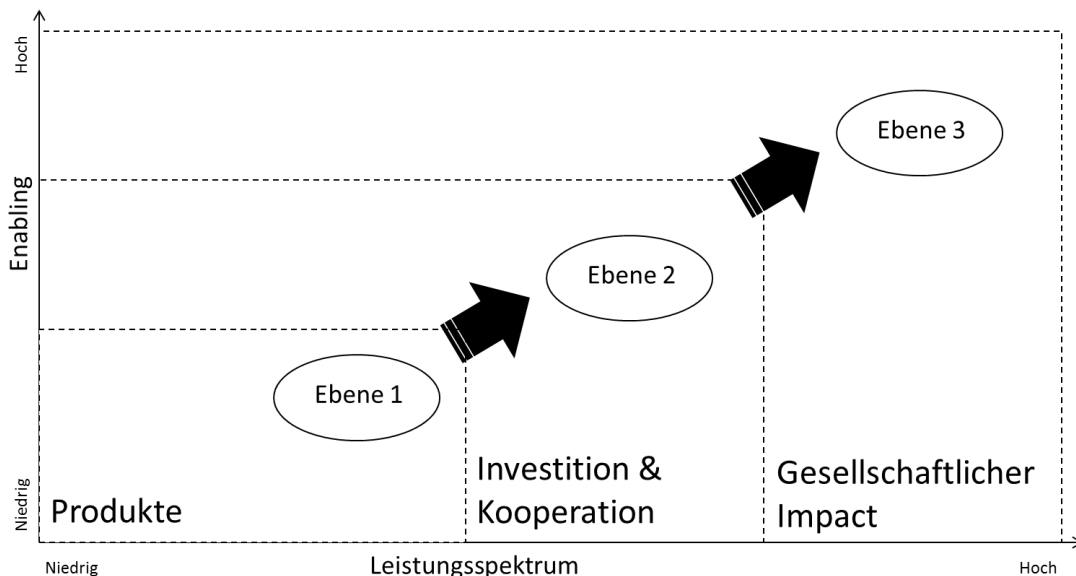 Hoch
Ebene 3
Enabling
Ebene 2
Ebene 1
Investition &
Kooperation
Gesellschaftlicher
Impact
Produkte
Niedrig
Niedrig
Leistungsspektrum
Hoch